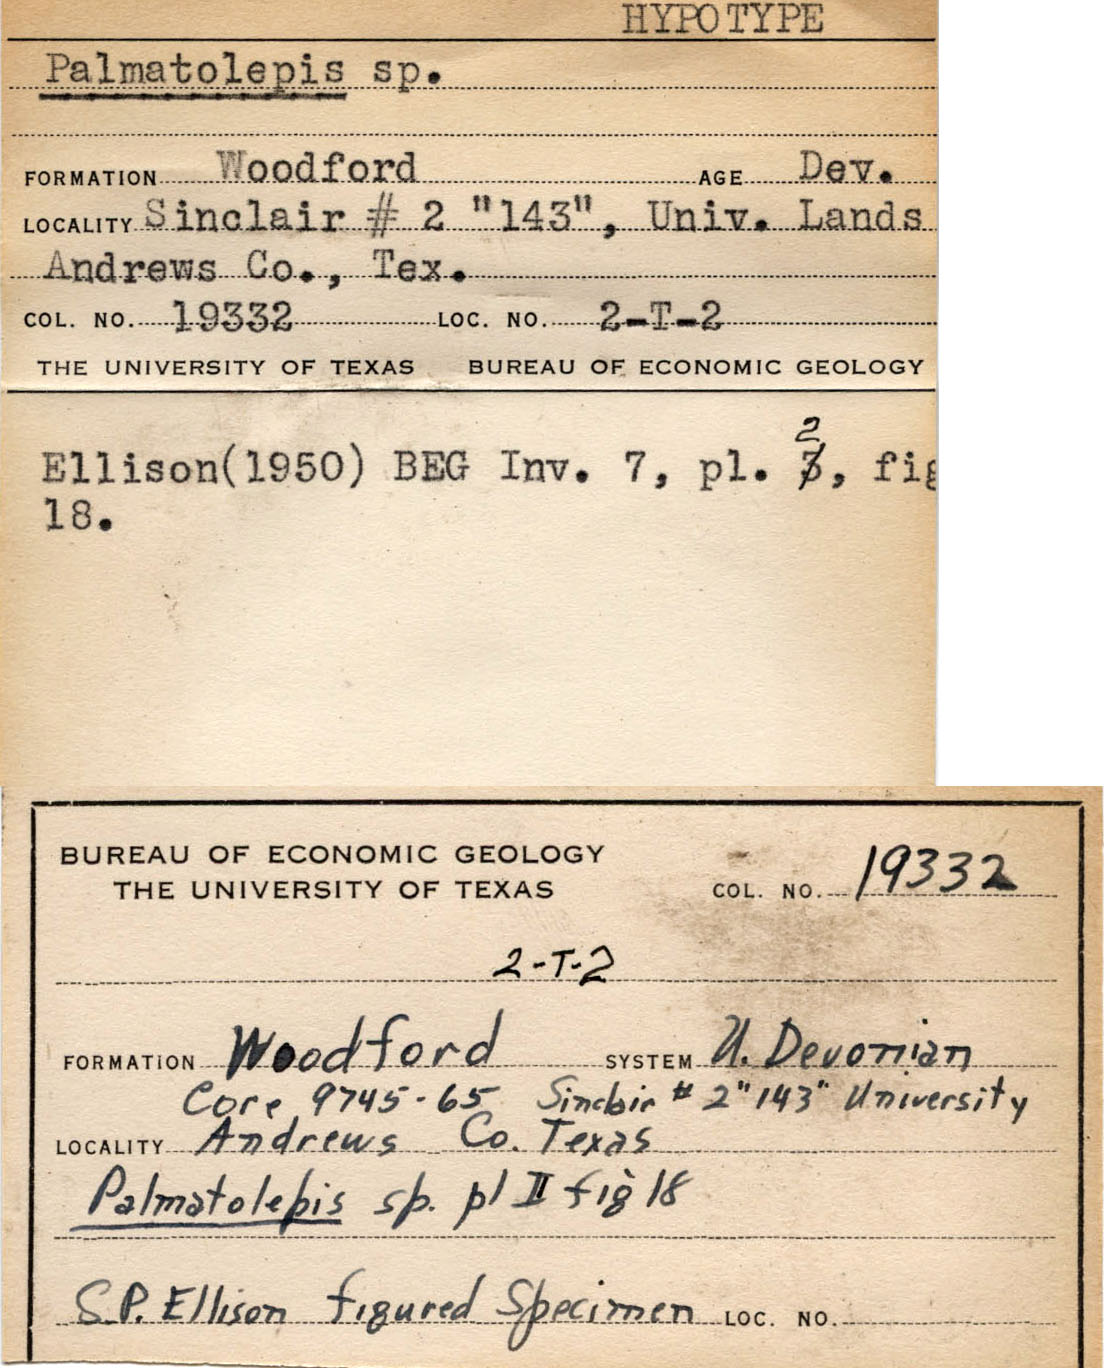 HYPOTYPE
Palmatolepis sp.
FORMATION Woodford AGE Dev.
LOCALITY Sinclair # 2 "143", Univ. Lands
Andrews Co., Tex.
COL. NO. 19332 LOC. NO. 2-T-2
THE UNIVERSITY OF TEXAS BUREAU OF ECONOMIC GEOLOGY
2
Ellison(1950) BEG Inv. 7, pl. 3, fig
18.
BUREAU OF ECONOMIC GEOLOGY
THE UNIVERSITY OF TEXAS COL. NO. 19332
2-T-2
FORMATION Woodford SYSTEM U. Devonian
Core 9745-65 Sinclair # 2 "143" University
LOCALITY Andrews Co. Texas
Palmatolepis sp. pl II fig 18
S.P. Ellison figured Specimen LOC. NO.